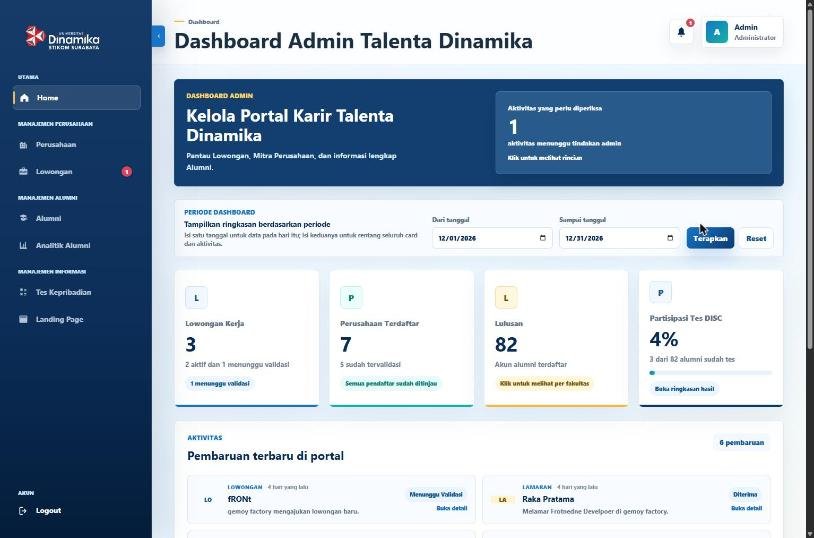 UNIVERSITAS
Dinamika
STIKOM SURABAYA
UTAMA
Home
MANAJEMEN PERUSAHAAN
Perusahaan
Lowongan
1
MANAJEMEN ALUMNI
Alumni
Analitik Alumni
MANAJEMEN INFORMASI
Tes Kepribadian
Landing Page
AKUN
Logout
Dashboard
Dashboard Admin Talenta Dinamika
A
Admin
Administrator
DASHBOARD ADMIN
Kelola Portal Karir Talenta
Dinamika
Pantau Lowongan, Mitra Perusahaan, dan informasi lengkap
Alumni.
Aktivitas yang perlu diperiksa
1
aktivitas menunggu tindakan admin
Klik untuk melihat rincian
PERIODE DASHBOARD
Tampilkan ringkasan berdasarkan periode
Isi satu tanggal untuk data pada hari itu; isi keduanya untuk rentang seluruh card
dan aktivitas.
Dari tanggal
12/01/2026
Sampai tanggal
12/31/2026
Terapkan
Reset
L
Lowongan Kerja
3
2 aktif dan 1 menunggu validasi
1 menunggu validasi
P
Perusahaan Terdaftar
7
5 sudah tervalidasi
Semua pendaftar sudah ditinjau
L
Lulusan
82
Akun alumni terdaftar
Klik untuk melihat per fakultas
P
Partisipasi Tes DISC
4%
3 dari 82 alumni sudah tes
Buka ringkasan hasil
AKTIVITAS
Pembaruan terbaru di portal
6 pembaruan
LO
LOWONGAN 4 hari yang lalu
fRONt
gemoy factory mengajukan lowongan baru.
Menunggu Validasi
Buka detail
LA
LAMARAN 4 hari yang lalu
Raka Pratama
Melamar Frotnedne Develpoer di gemoy factory.
Diterima
Buka detail